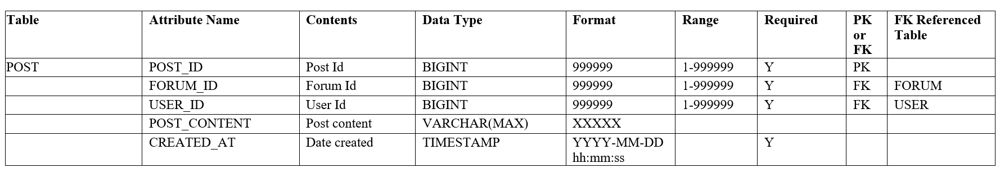 Table Attribute Name Contents Data Type Format Range Required PK FK Referenced
or Table
FK
POST POST_ID Post Id BIGINT 999999 1-999999 Y PK
FORUM_ID Forum Id BIGINT 999999 1-999999 Y FK FORUM
USER_ID User Id BIGINT 999999 1-999999 Y FK USER
POST_CONTENT Post content VARCHAR(MAX) XXXXX
CREATED_AT Date created TIMESTAMP YYYY-MM-DD Y
hh:mm:ss